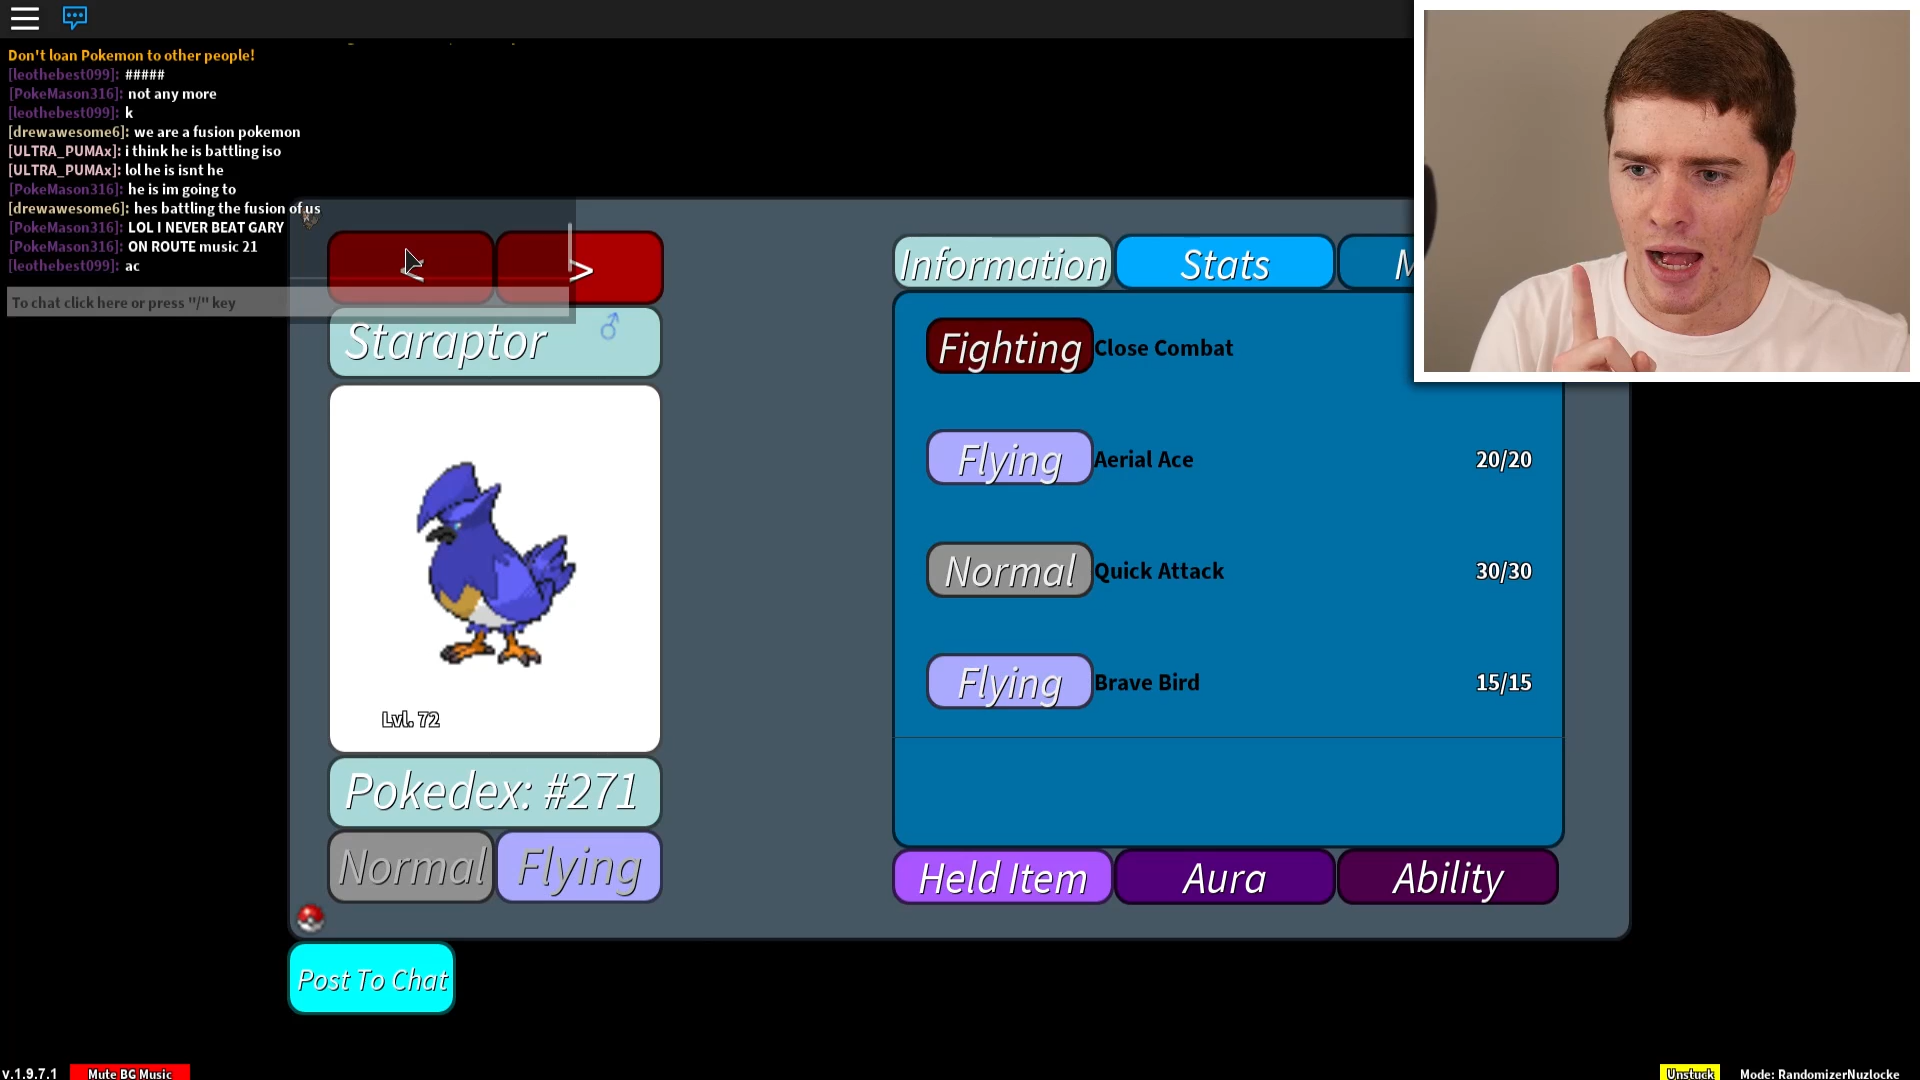 Don't loan Pokemon to other people!
[leothebest099]: #####
[PokeMason316]: not any more
[leothebest099]: k
[drewawesome6]: we are a fusion pokemon
[ULTRA_PUMAx]: i think he is battling iso
[ULTRA_PUMAx]: lol he is isnt he
[PokeMason316]: he is im going to
[drewawesome6]: hes battling the fusion of us
[PokeMason316]: LOL I NEVER BEAT GARY
[PokeMason316]: ON ROUTE music 21
[leothebest099]: ac
To chat click here or press "/" key
< >
Staraptor ♂
Lvl. 72
Pokedex: #271
Normal Flying
Post To Chat
Information Stats
Fighting Close Combat
Flying Aerial Ace 20/20
Normal Quick Attack 30/30
Flying Brave Bird 15/15
Held Item Aura Ability
v.1.9.7.1 Mute BG Music Unstuck Mode: RandomizerNuzlocke